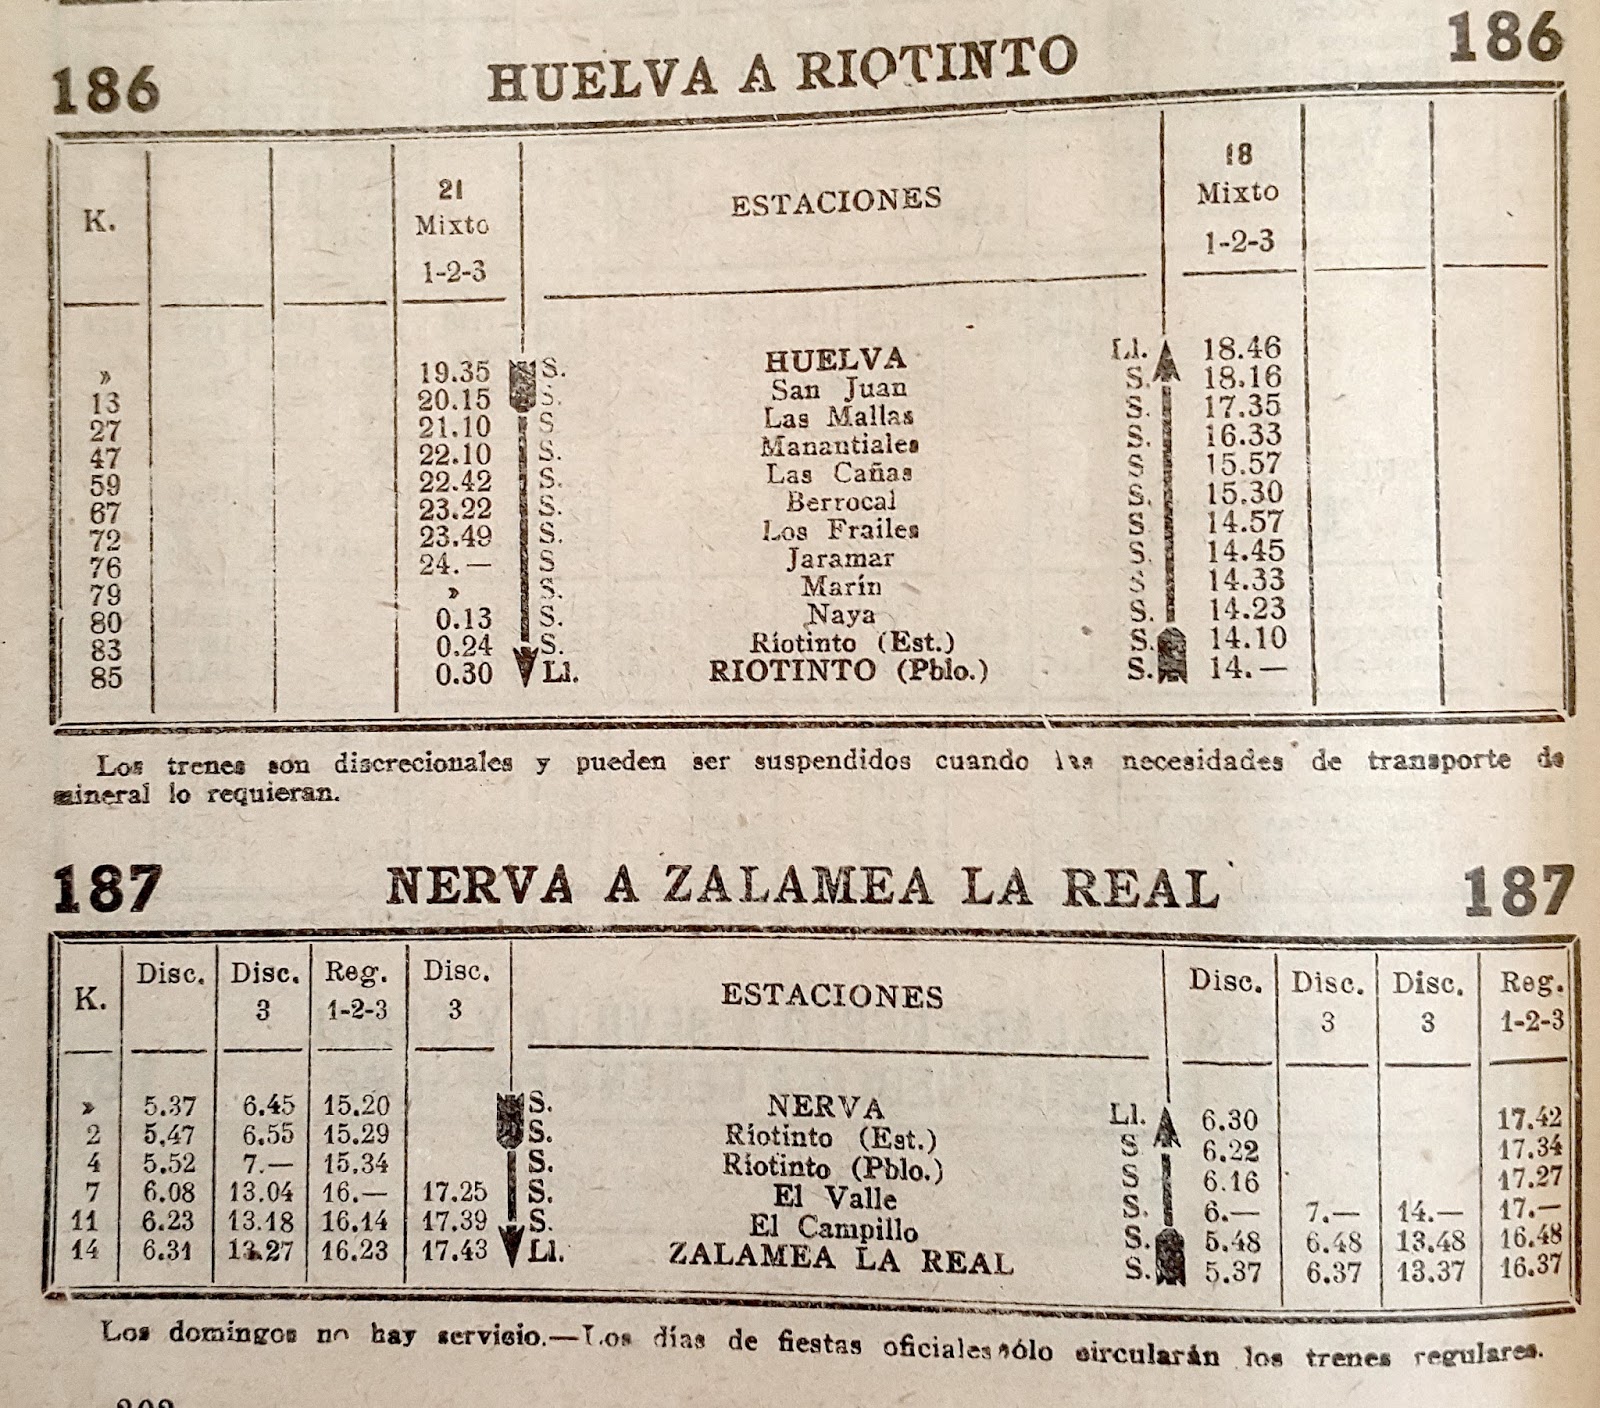 186 HUELVA A RIOTINTO 186
K. 21 Mixto 1-2-3 ESTACIONES 18 Mixto 1-2-3
» 19.35 S. HUELVA Ll. 18.46
13 20.15 S. San Juan S. 18.16
27 21.10 S Las Mallas S. 17.35
47 22.10 S. Manantiales S. 16.33
59 22.42 S. Las Cañas S 15.57
67 23.22 S. Berrocal S. 15.30
72 23.49 S. Los Frailes S 14.57
76 24.— S Jaramar S. 14.45
79 » S. Marín S 14.33
80 0.13 S. Naya S. 14.23
83 0.24 S. Ríotinto (Est.) S. 14.10
85 0.30 Ll. RIOTINTO (Pblo.) S. 14.—
Los trenes son discrecionales y pueden ser suspendidos cuando las necesidades de transporte de
mineral lo requieran.
187 NERVA A ZALAMEA LA REAL 187
K. Disc. Disc. 3 Reg. 1-2-3 Disc. 3 ESTACIONES Disc. Disc. 3 Disc. 3 Reg. 1-2-3
» 5.37 6.45 15.20 S. NERVA Ll. 6.30 17.42
2 5.47 6.55 15.29 S. Ríotinto (Est.) S 6.22 17.34
4 5.52 7.— 15.34 S. Ríotinto (Pblo.) S 6.16 17.27
7 6.08 13.04 16.— 17.25 S. El Valle S. 6.— 7.— 14.— 17.—
11 6.23 13.18 16.14 17.39 S. El Campillo S. 5.48 6.48 13.48 16.48
14 6.31 13.27 16.23 17.43 Ll. ZALAMEA LA REAL S. 5.37 6.37 13.37 16.37
Los domingos no hay servicio.—Los días de fiestas oficiales sólo circularán los trenes regulares.